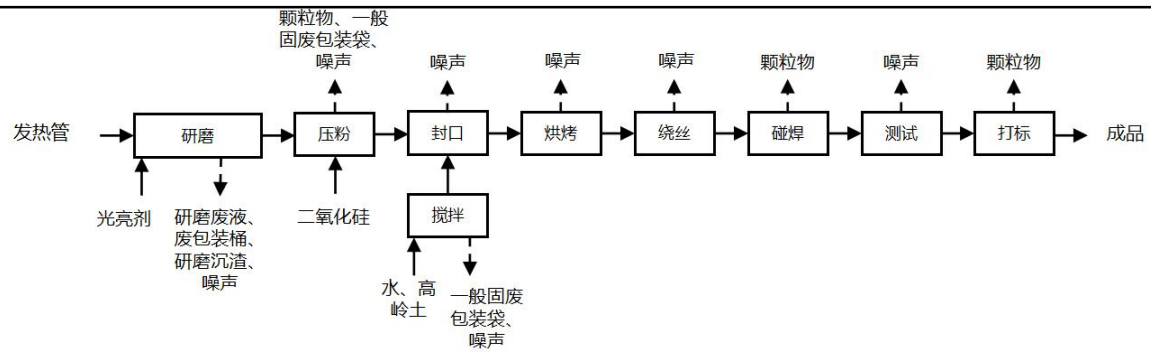 颗粒物、一般
固废包装袋、
噪声
噪声
噪声
噪声
颗粒物
噪声
颗粒物
发热管
研磨
压粉
封口
烘烤
绕丝
碰焊
测试
打标
成品
光亮剂
研磨废液、
废包装桶、
研磨沉渣、
噪声
二氧化硅
搅拌
水、高
岭土
一般固废
包装袋、
噪声